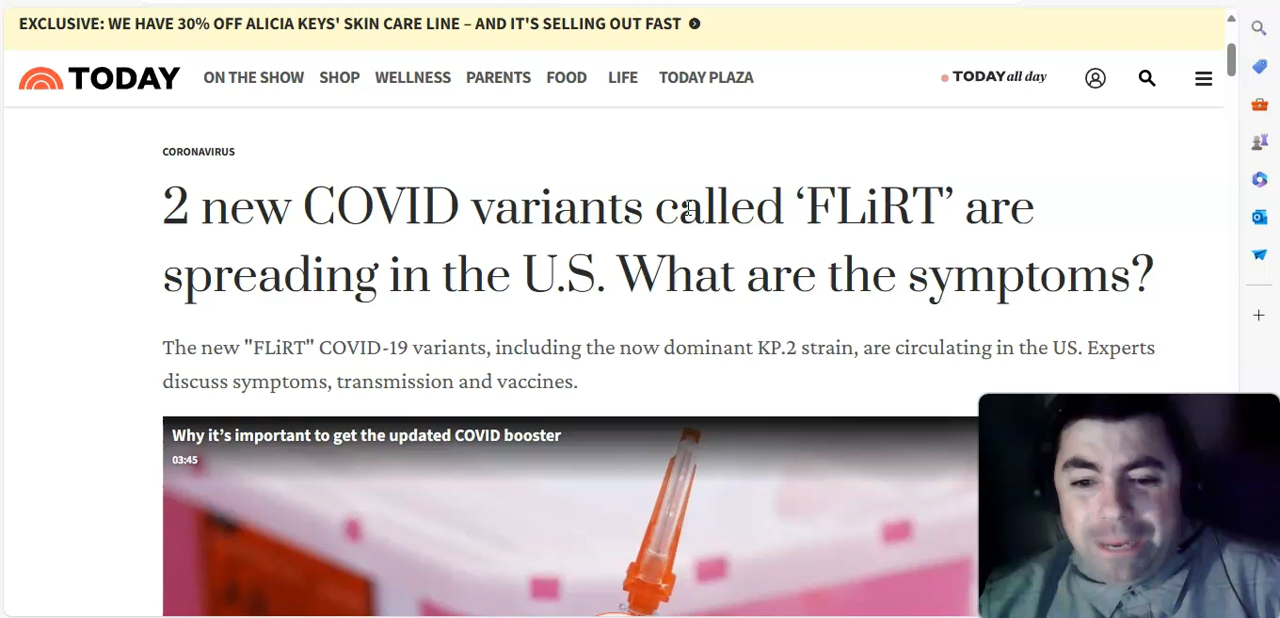 EXCLUSIVE: WE HAVE 30% OFF ALICIA KEYS' SKIN CARE LINE – AND IT'S SELLING OUT FAST
TODAY ON THE SHOW SHOP WELLNESS PARENTS FOOD LIFE TODAY PLAZA TODAY all day
CORONAVIRUS
2 new COVID variants called ‘FLiRT’ are
spreading in the U.S. What are the symptoms?
The new "FLiRT" COVID-19 variants, including the now dominant KP.2 strain, are circulating in the US. Experts
discuss symptoms, transmission and vaccines.
Why it’s important to get the updated COVID booster
03:45